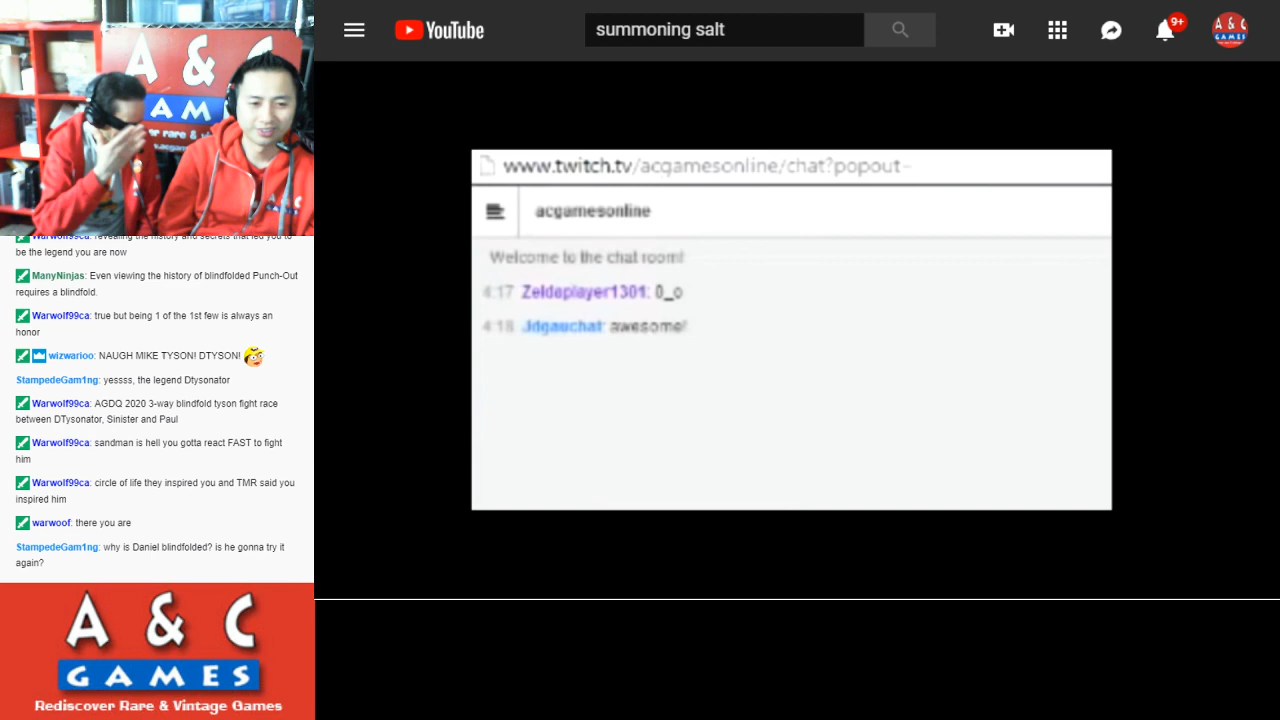 A & C
GAM
YouTube
summoning salt
9+
A & C
GAMES
www.twitch.tv/acgamesonline/chat?popout=
acgamesonline
Welcome to the chat room!
4:17 Zeldaplayer1301: 0_o
4:18 Jdgauchat: awesome!
Warwolf99ca: revealing the history and secrets that led you to
be the legend you are now
ManyNinjas: Even viewing the history of blindfolded Punch-Out
requires a blindfold.
Warwolf99ca: true but being 1 of the 1st few is always an
honor
wizwarioo: NAUGH MIKE TYSON! DTYSON!
StampedeGam1ng: yessss, the legend Dtysonator
Warwolf99ca: AGDQ 2020 3-way blindfold tyson fight race
between DTysonator, Sinister and Paul
Warwolf99ca: sandman is hell you gotta react FAST to fight
him
Warwolf99ca: circle of life they inspired you and TMR said you
inspired him
warwoof: there you are
StampedeGam1ng: why is Daniel blindfolded? is he gonna try it
again?
A & C
GAMES
Rediscover Rare & Vintage Games